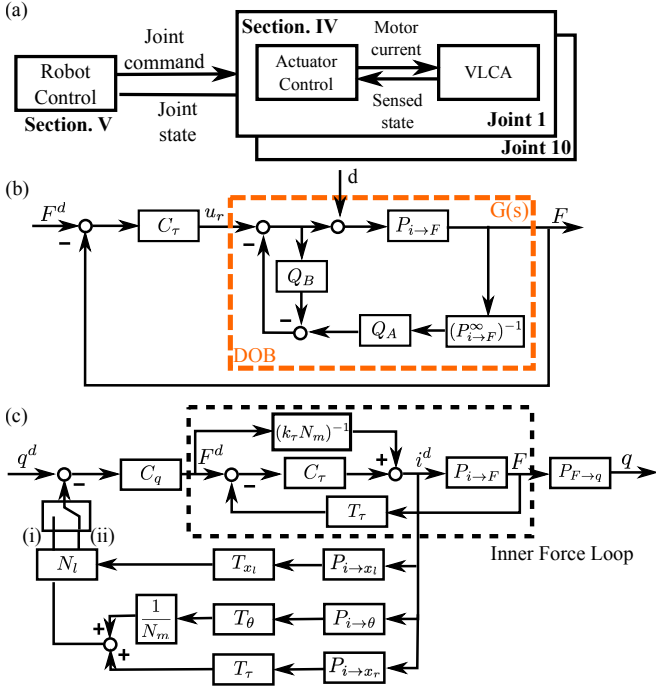 (a)
Section. IV
Joint
command
Motor
current
Robot
Control
Actuator
Control
VLCA
Section. V
Joint
state
Sensed
state
Joint 1
Joint 10
(b)
d
G(s)
F^d
−
C_τ
u_r
−
P_{i→F}
F
Q_B
−
Q_A
(P^∞_{i→F})^{-1}
DOB
(c)
(k_τ N_m)^{-1}
q^d
−
C_q
F^d
−
C_τ
+
i^d
P_{i→F}
F
P_{F→q}
q
T_τ
(i)
(ii)
Inner Force Loop
N_l
T_{x_l}
P_{i→x_l}
+
1/N_m
T_θ
P_{i→θ}
+
T_τ
P_{i→x_r}